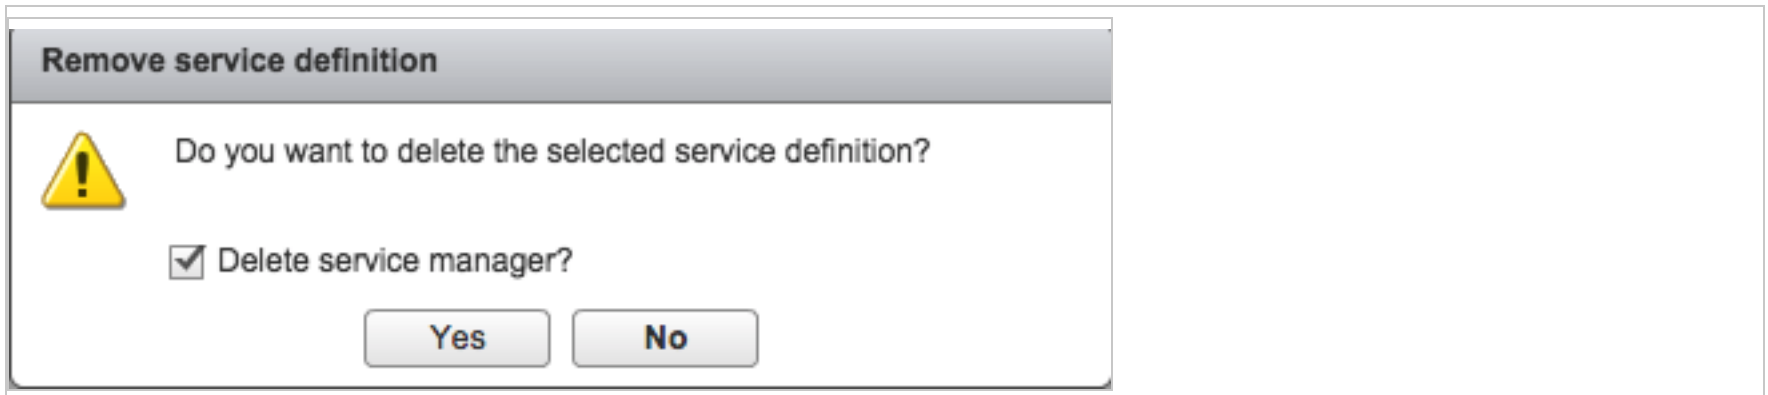 Remove service definition
Do you want to delete the selected service definition?
Delete service manager?
Yes No